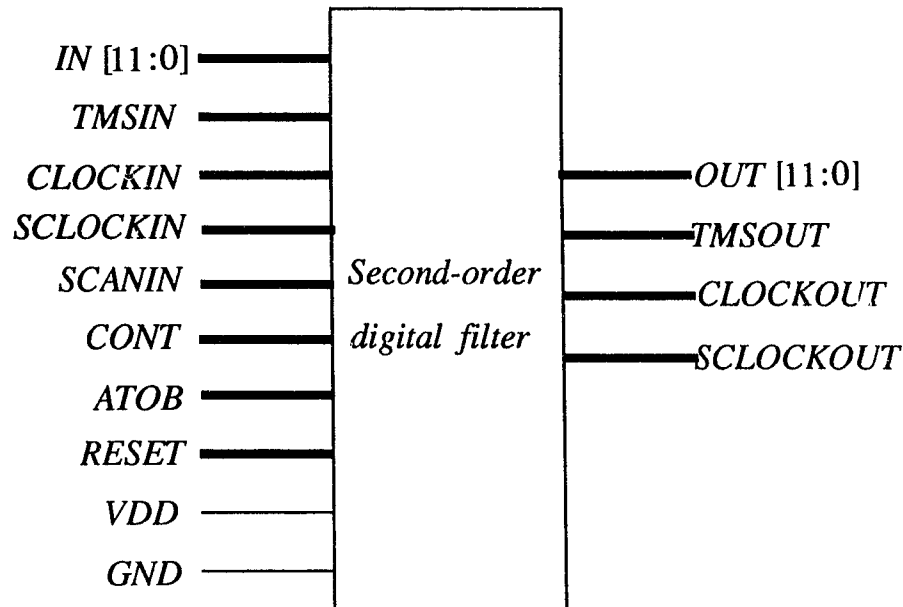 IN [11:0]
TMSIN
CLOCKIN
SCLOCKIN
SCANIN
CONT
ATOB
RESET
VDD
GND
Second-order
digital filter
OUT [11:0]
TMSOUT
CLOCKOUT
SCLOCKOUT